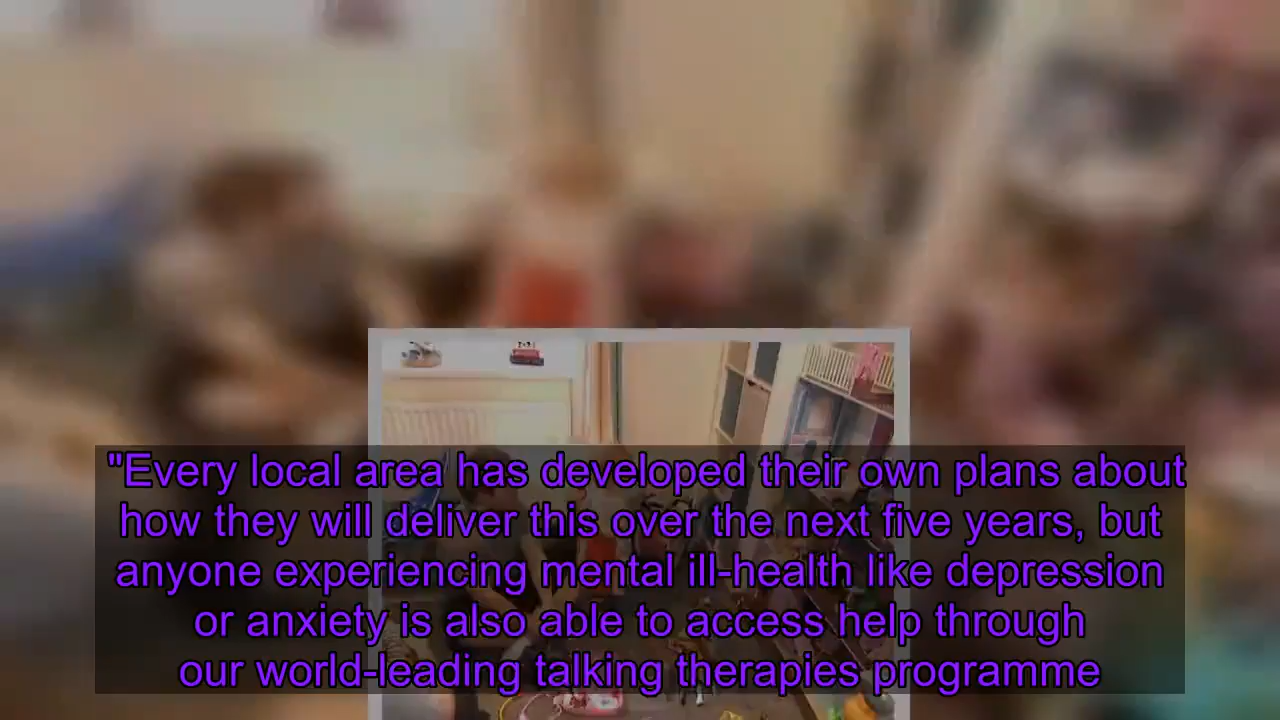 "Every local area has developed their own plans about
how they will deliver this over the next five years, but
anyone experiencing mental ill-health like depression
or anxiety is also able to access help through
our world-leading talking therapies programme